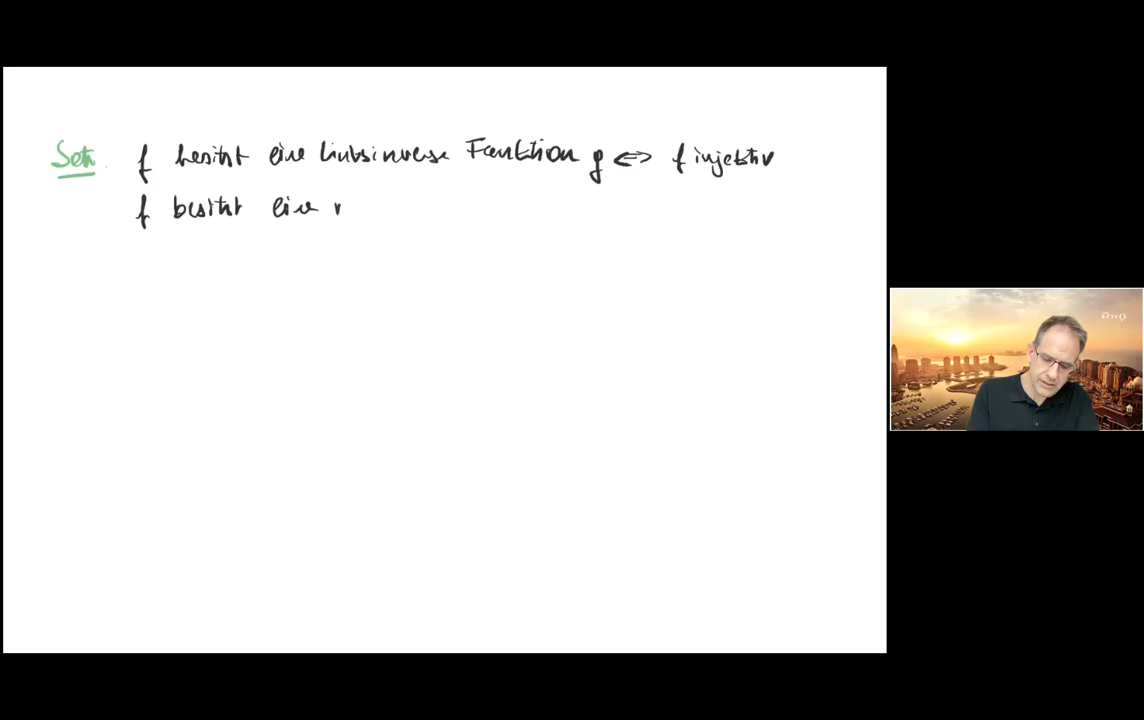 Satz f besitzt eine linksinverse Funktion g <=> f injektiv
f besitzt eine r